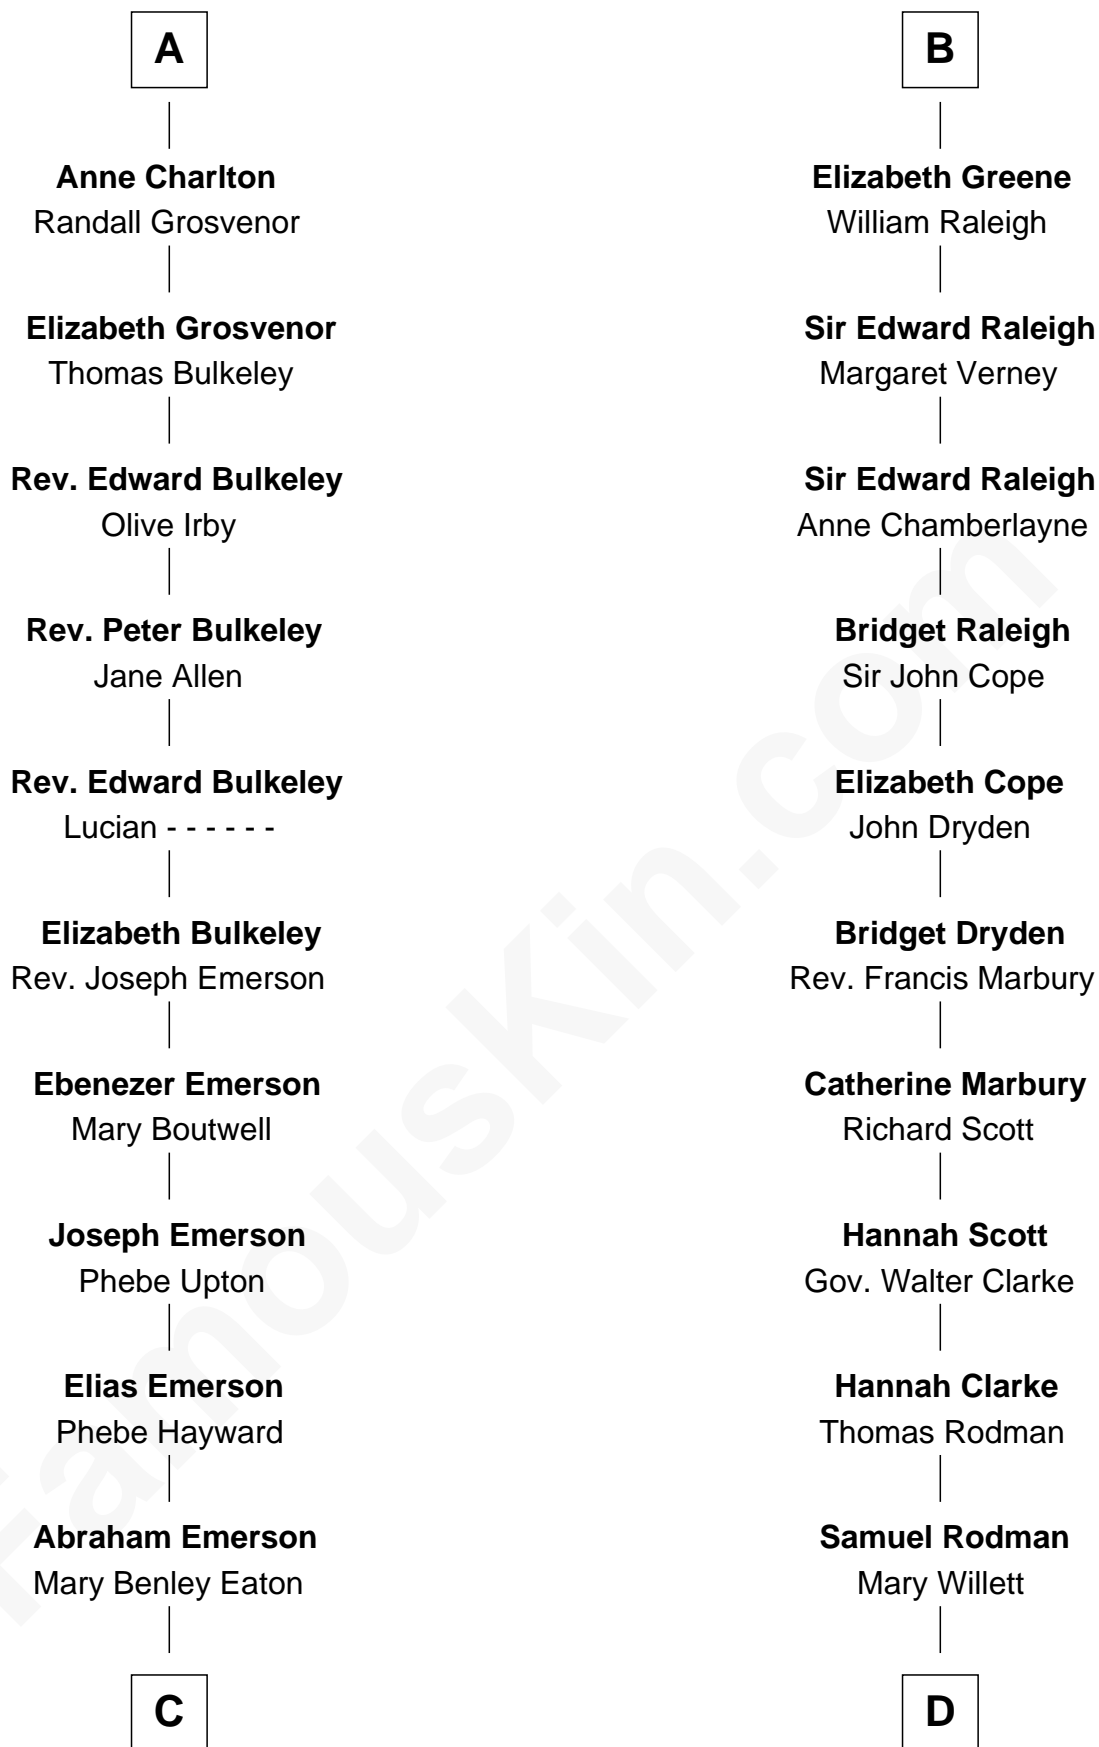 A
Anne Charlton
Randall Grosvenor
Elizabeth Grosvenor
Thomas Bulkeley
Rev. Edward Bulkeley
Olive Irby
Rev. Peter Bulkeley
Jane Allen
Rev. Edward Bulkeley
Lucian - - - - - -
Elizabeth Bulkeley
Rev. Joseph Emerson
Ebenezer Emerson
Mary Boutwell
Joseph Emerson
Phebe Upton
Elias Emerson
Phebe Hayward
Abraham Emerson
Mary Benley Eaton
C
B
Elizabeth Greene
William Raleigh
Sir Edward Raleigh
Margaret Verney
Sir Edward Raleigh
Anne Chamberlayne
Bridget Raleigh
Sir John Cope
Elizabeth Cope
John Dryden
Bridget Dryden
Rev. Francis Marbury
Catherine Marbury
Richard Scott
Hannah Scott
Gov. Walter Clarke
Hannah Clarke
Thomas Rodman
Samuel Rodman
Mary Willett
D
FamousKin.com